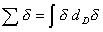 ∑ δ = ∫ δ d_D δ